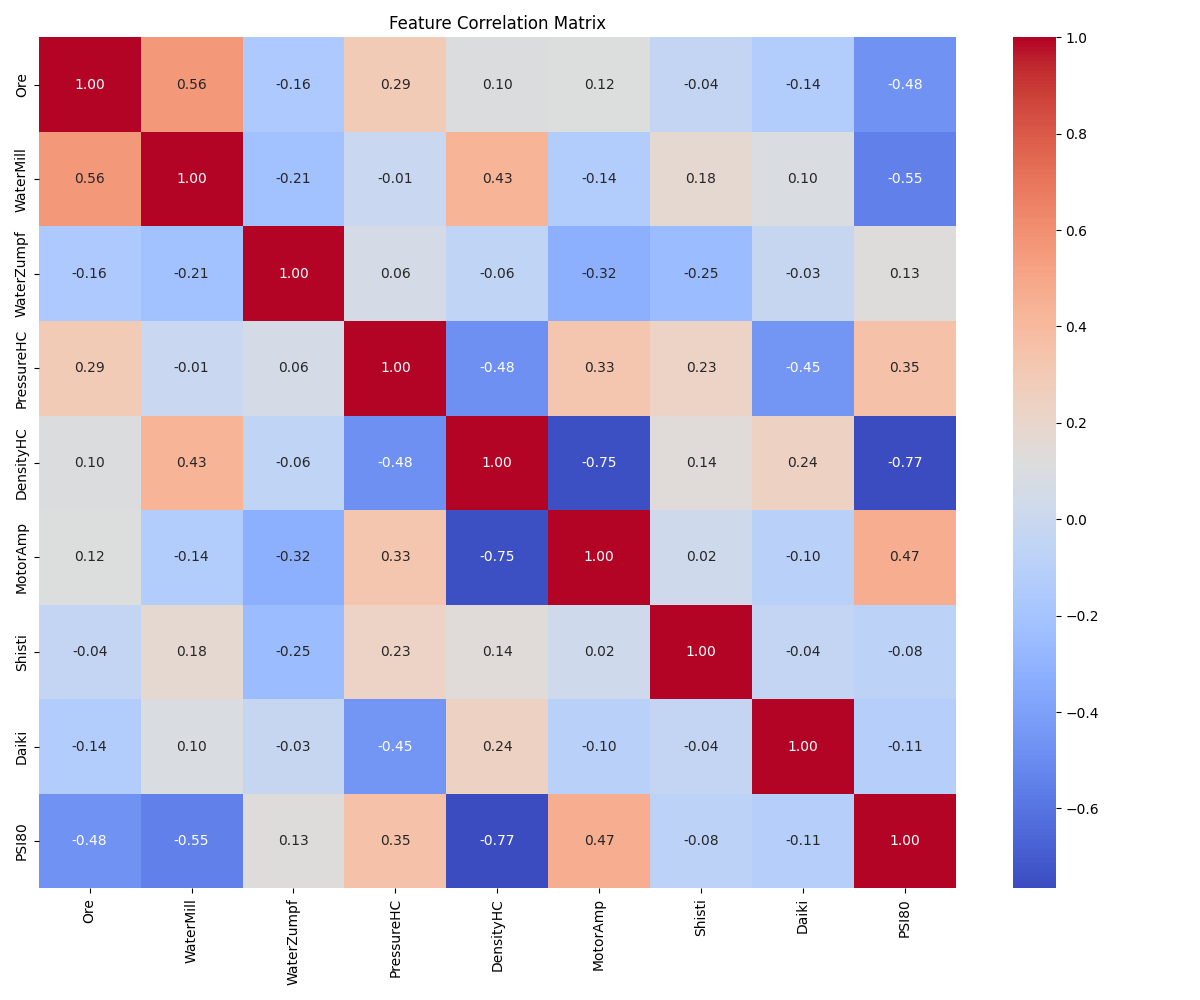 Feature Correlation Matrix
Ore 1.00 0.56 -0.16 0.29 0.10 0.12 -0.04 -0.14 -0.48
WaterMill 0.56 1.00 -0.21 -0.01 0.43 -0.14 0.18 0.10 -0.55
WaterZumpf -0.16 -0.21 1.00 0.06 -0.06 -0.32 -0.25 -0.03 0.13
PressureHC 0.29 -0.01 0.06 1.00 -0.48 0.33 0.23 -0.45 0.35
DensityHC 0.10 0.43 -0.06 -0.48 1.00 -0.75 0.14 0.24 -0.77
MotorAmp 0.12 -0.14 -0.32 0.33 -0.75 1.00 0.02 -0.10 0.47
Shisti -0.04 0.18 -0.25 0.23 0.14 0.02 1.00 -0.04 -0.08
Daiki -0.14 0.10 -0.03 -0.45 0.24 -0.10 -0.04 1.00 -0.11
PSI80 -0.48 -0.55 0.13 0.35 -0.77 0.47 -0.08 -0.11 1.00
Ore WaterMill WaterZumpf PressureHC DensityHC MotorAmp Shisti Daiki PSI80
1.0
0.8
0.6
0.4
0.2
0.0
−0.2
−0.4
−0.6